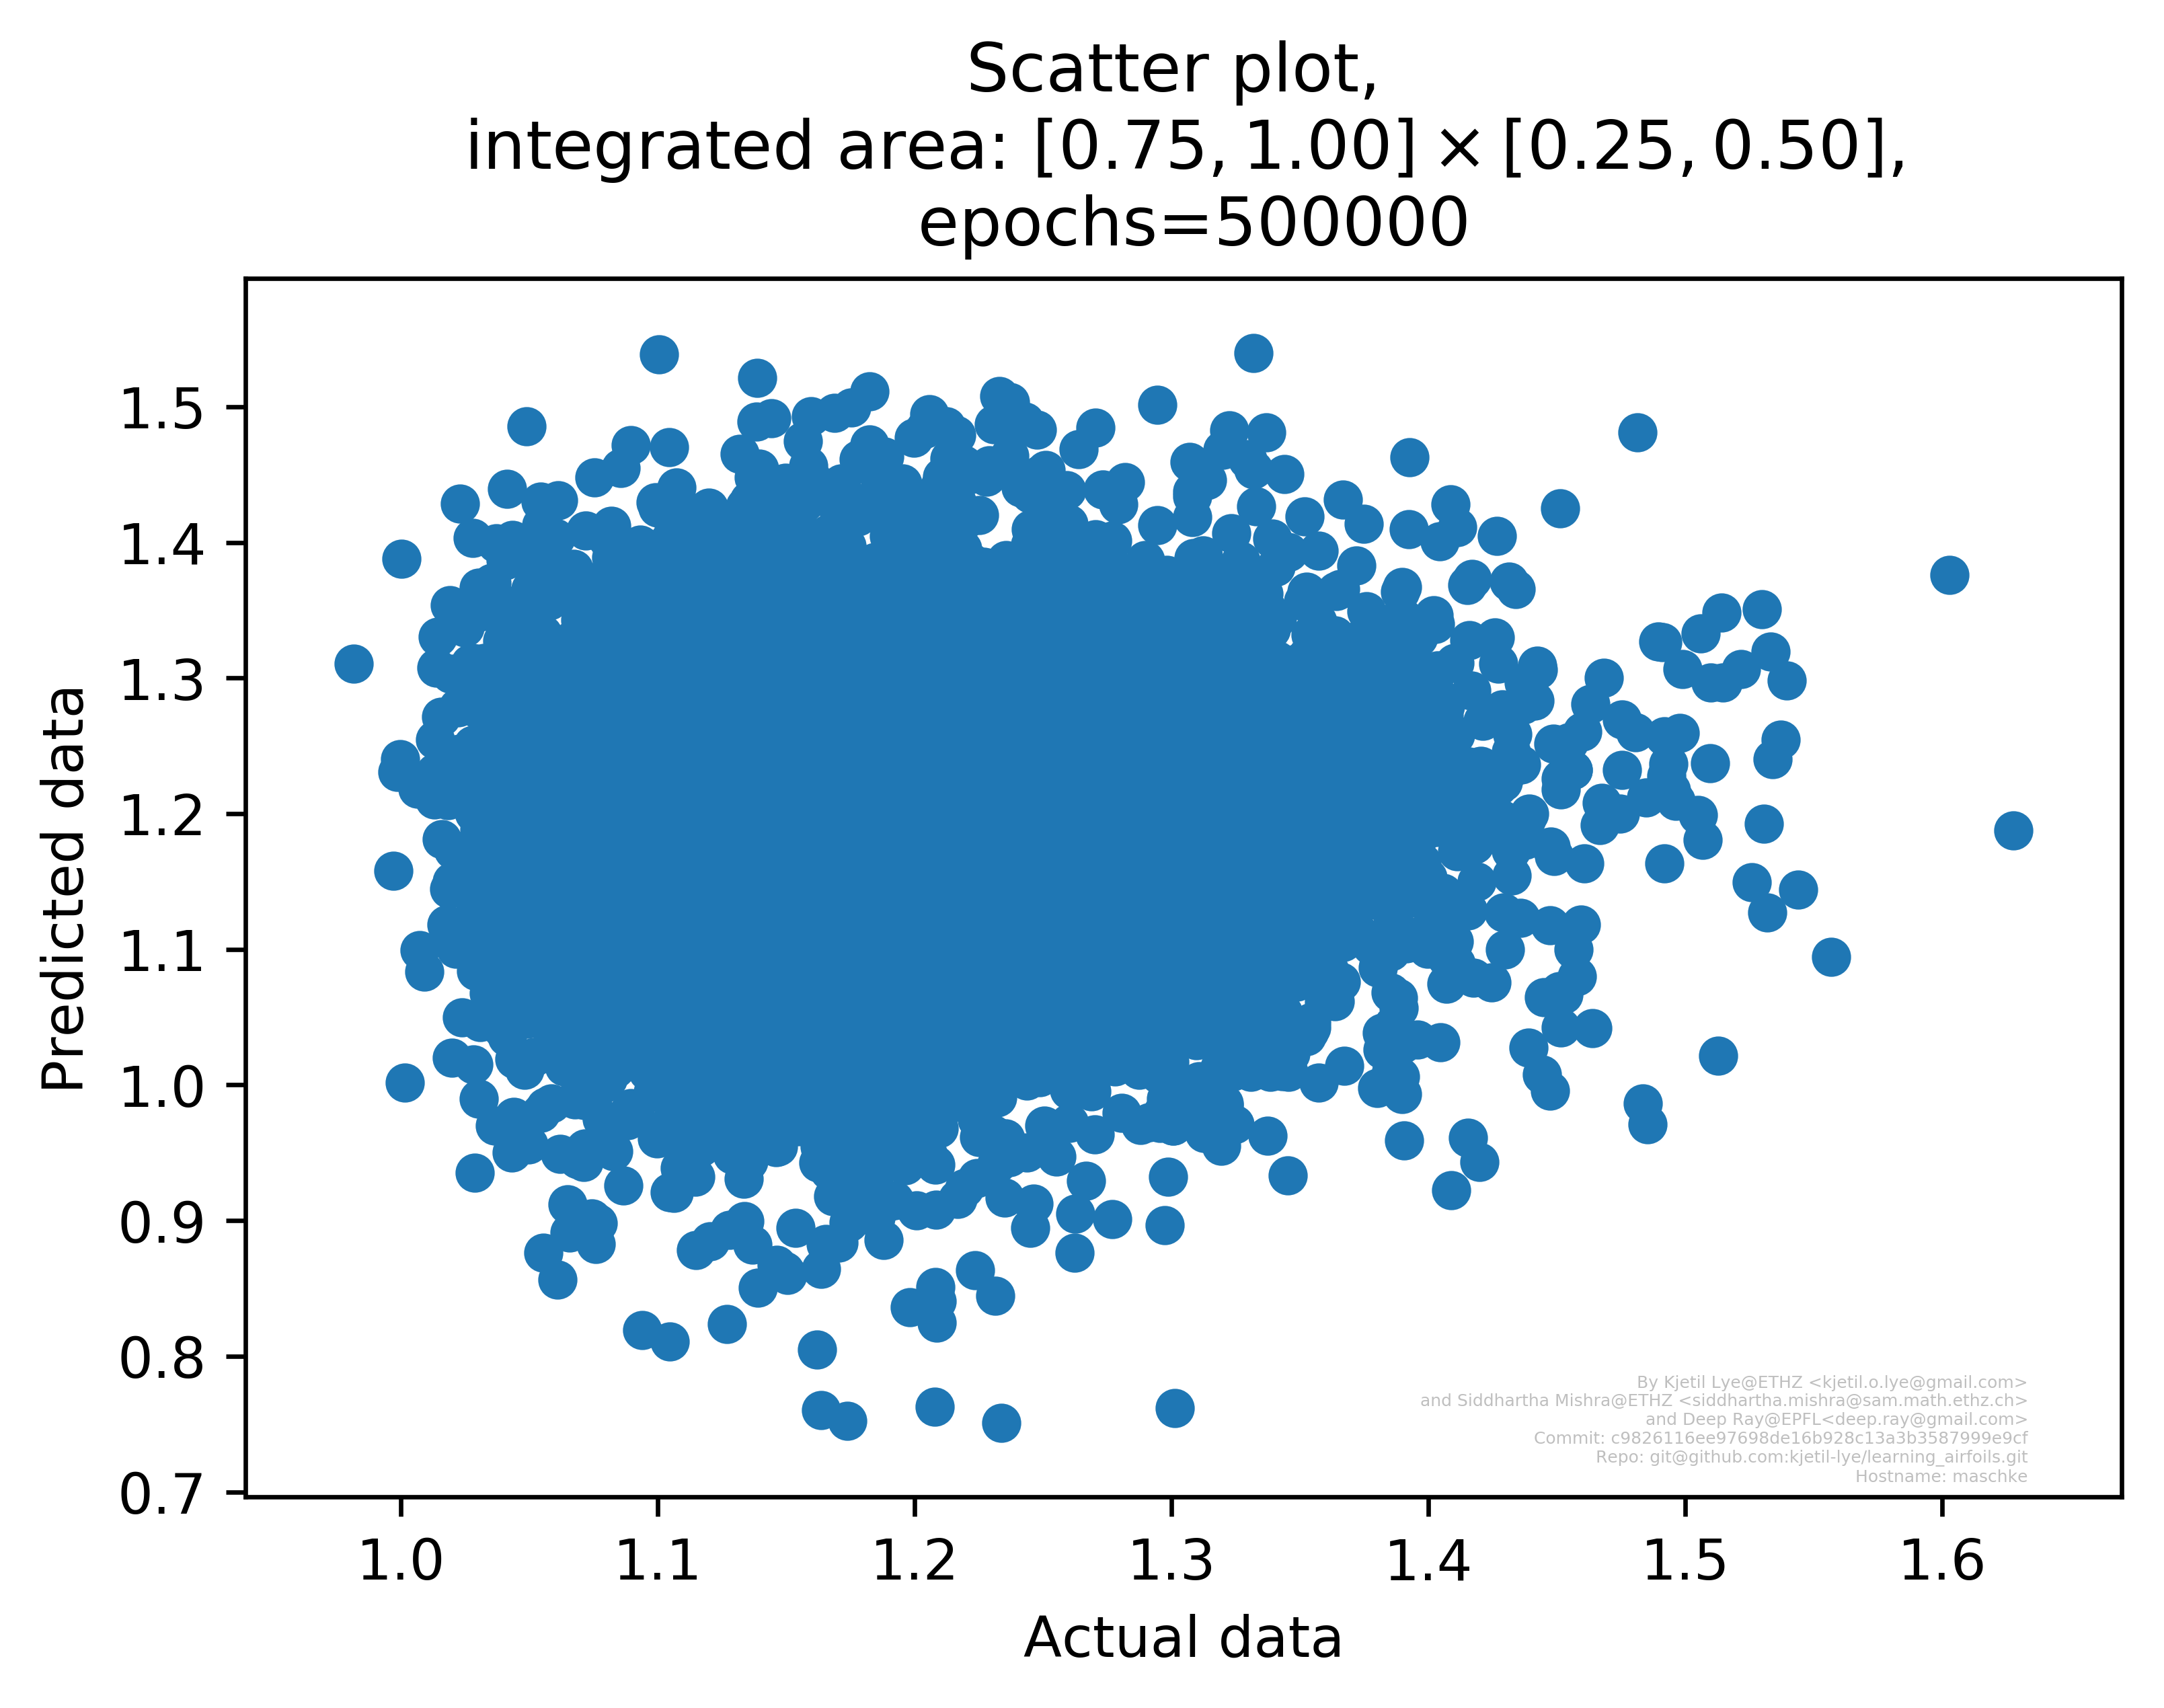 Scatter plot,
integrated area: [0.75, 1.00] × [0.25, 0.50],
epochs=500000
Predicted data
1.5
1.4
1.3
1.2
1.1
1.0
0.9
0.8
0.7
By Kjetil Lye@ETHZ <kjetil.o.lye@gmail.com>
and Siddhartha Mishra@ETHZ <siddhartha.mishra@sam.math.ethz.ch>
and Deep Ray@EPFL<deep.ray@gmail.com>
Commit: c9826116ee97698de16b928c13a3b3587999e9cf
Repo: git@github.com:kjetil-lye/learning_airfoils.git
Hostname: maschke
1.0 1.1 1.2 1.3 1.4 1.5 1.6
Actual data